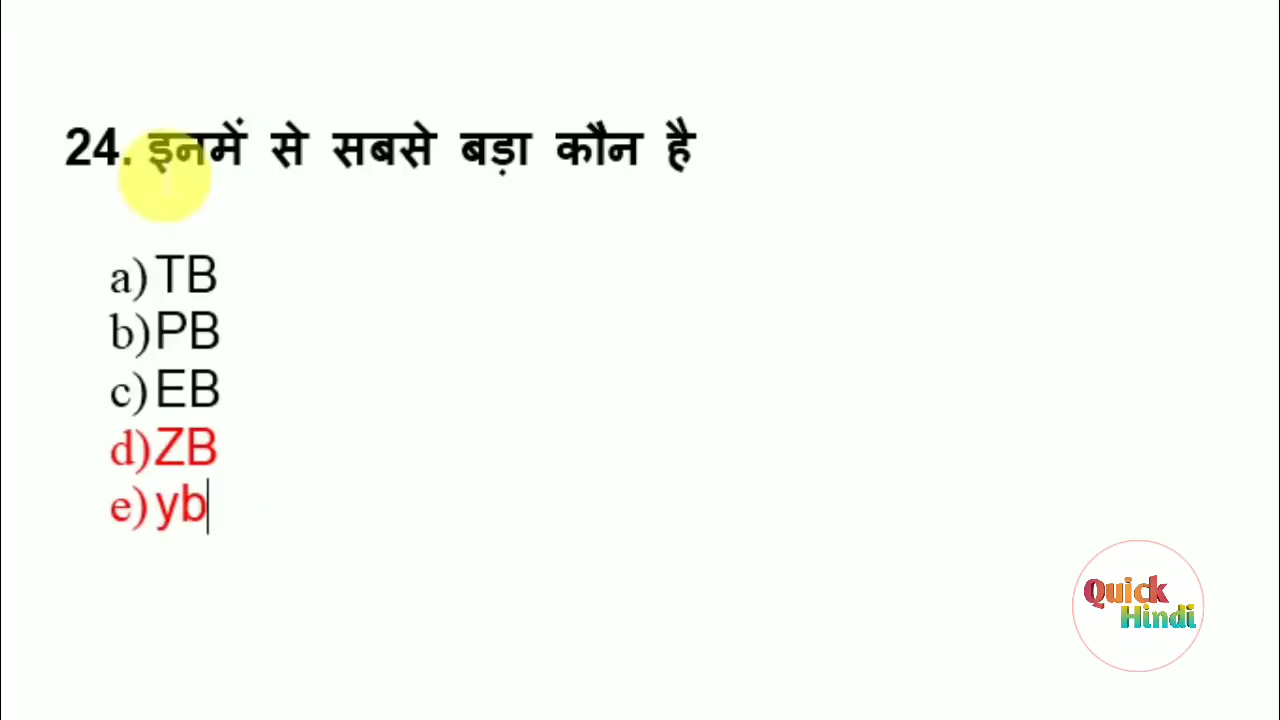 24. इनमें से सबसे बड़ा कौन है
a) TB
b) PB
c) EB
d) ZB
e) yb
Quick
Hindi